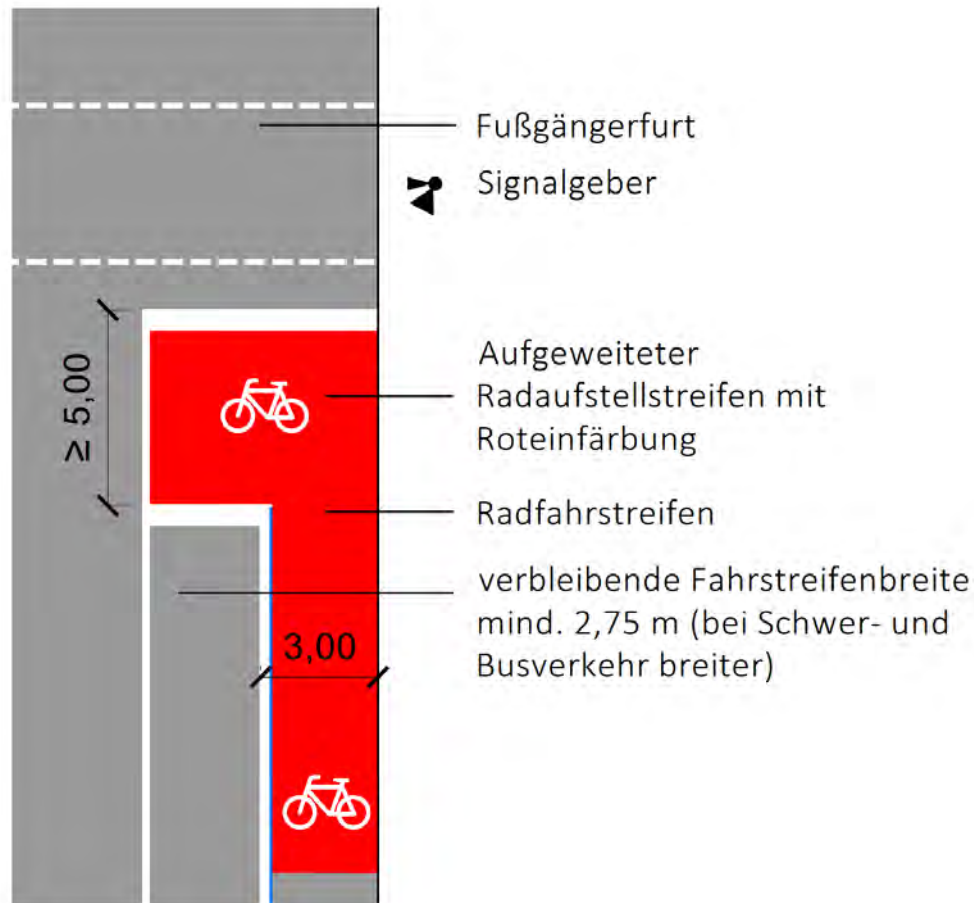 Fußgängerfurt
Signalgeber
≥ 5,00
Aufgeweiteter
Radaufstellstreifen mit
Roteinfärbung
Radfahrstreifen
verbleibende Fahrstreifenbreite
mind. 2,75 m (bei Schwer- und
Busverkehr breiter)
3,00